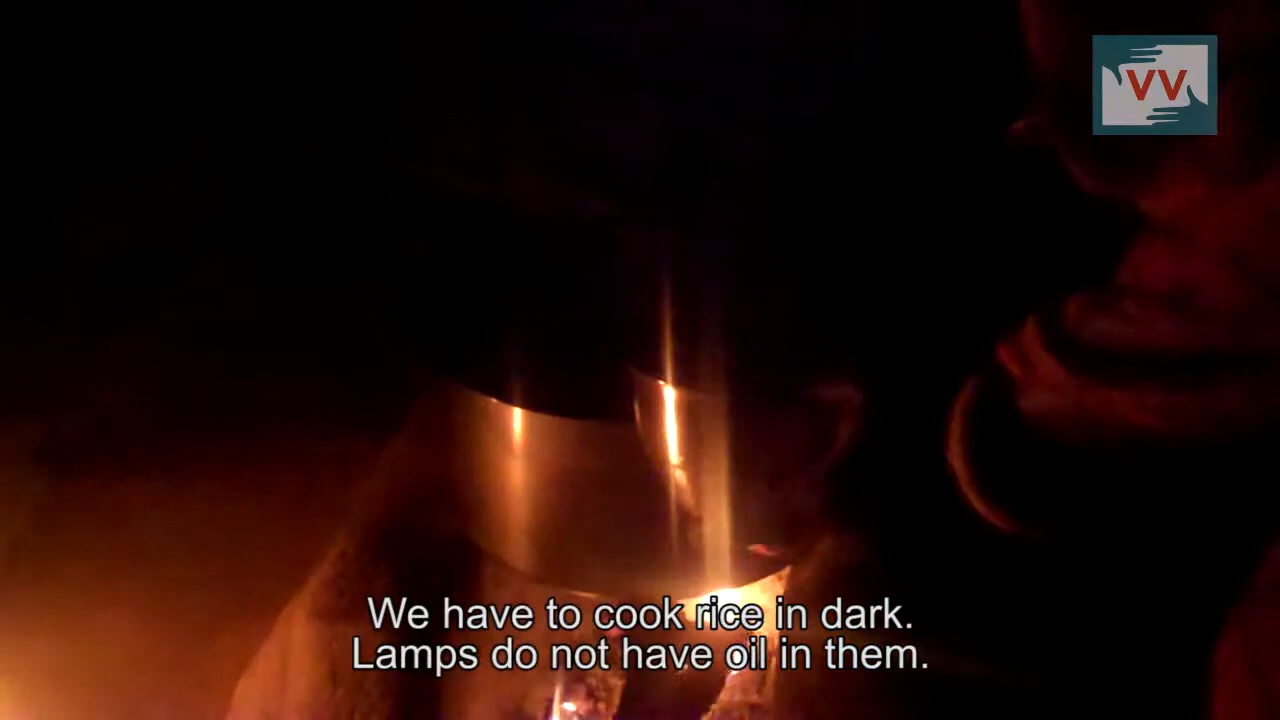 VV
We have to cook rice in dark.
Lamps do not have oil in them.